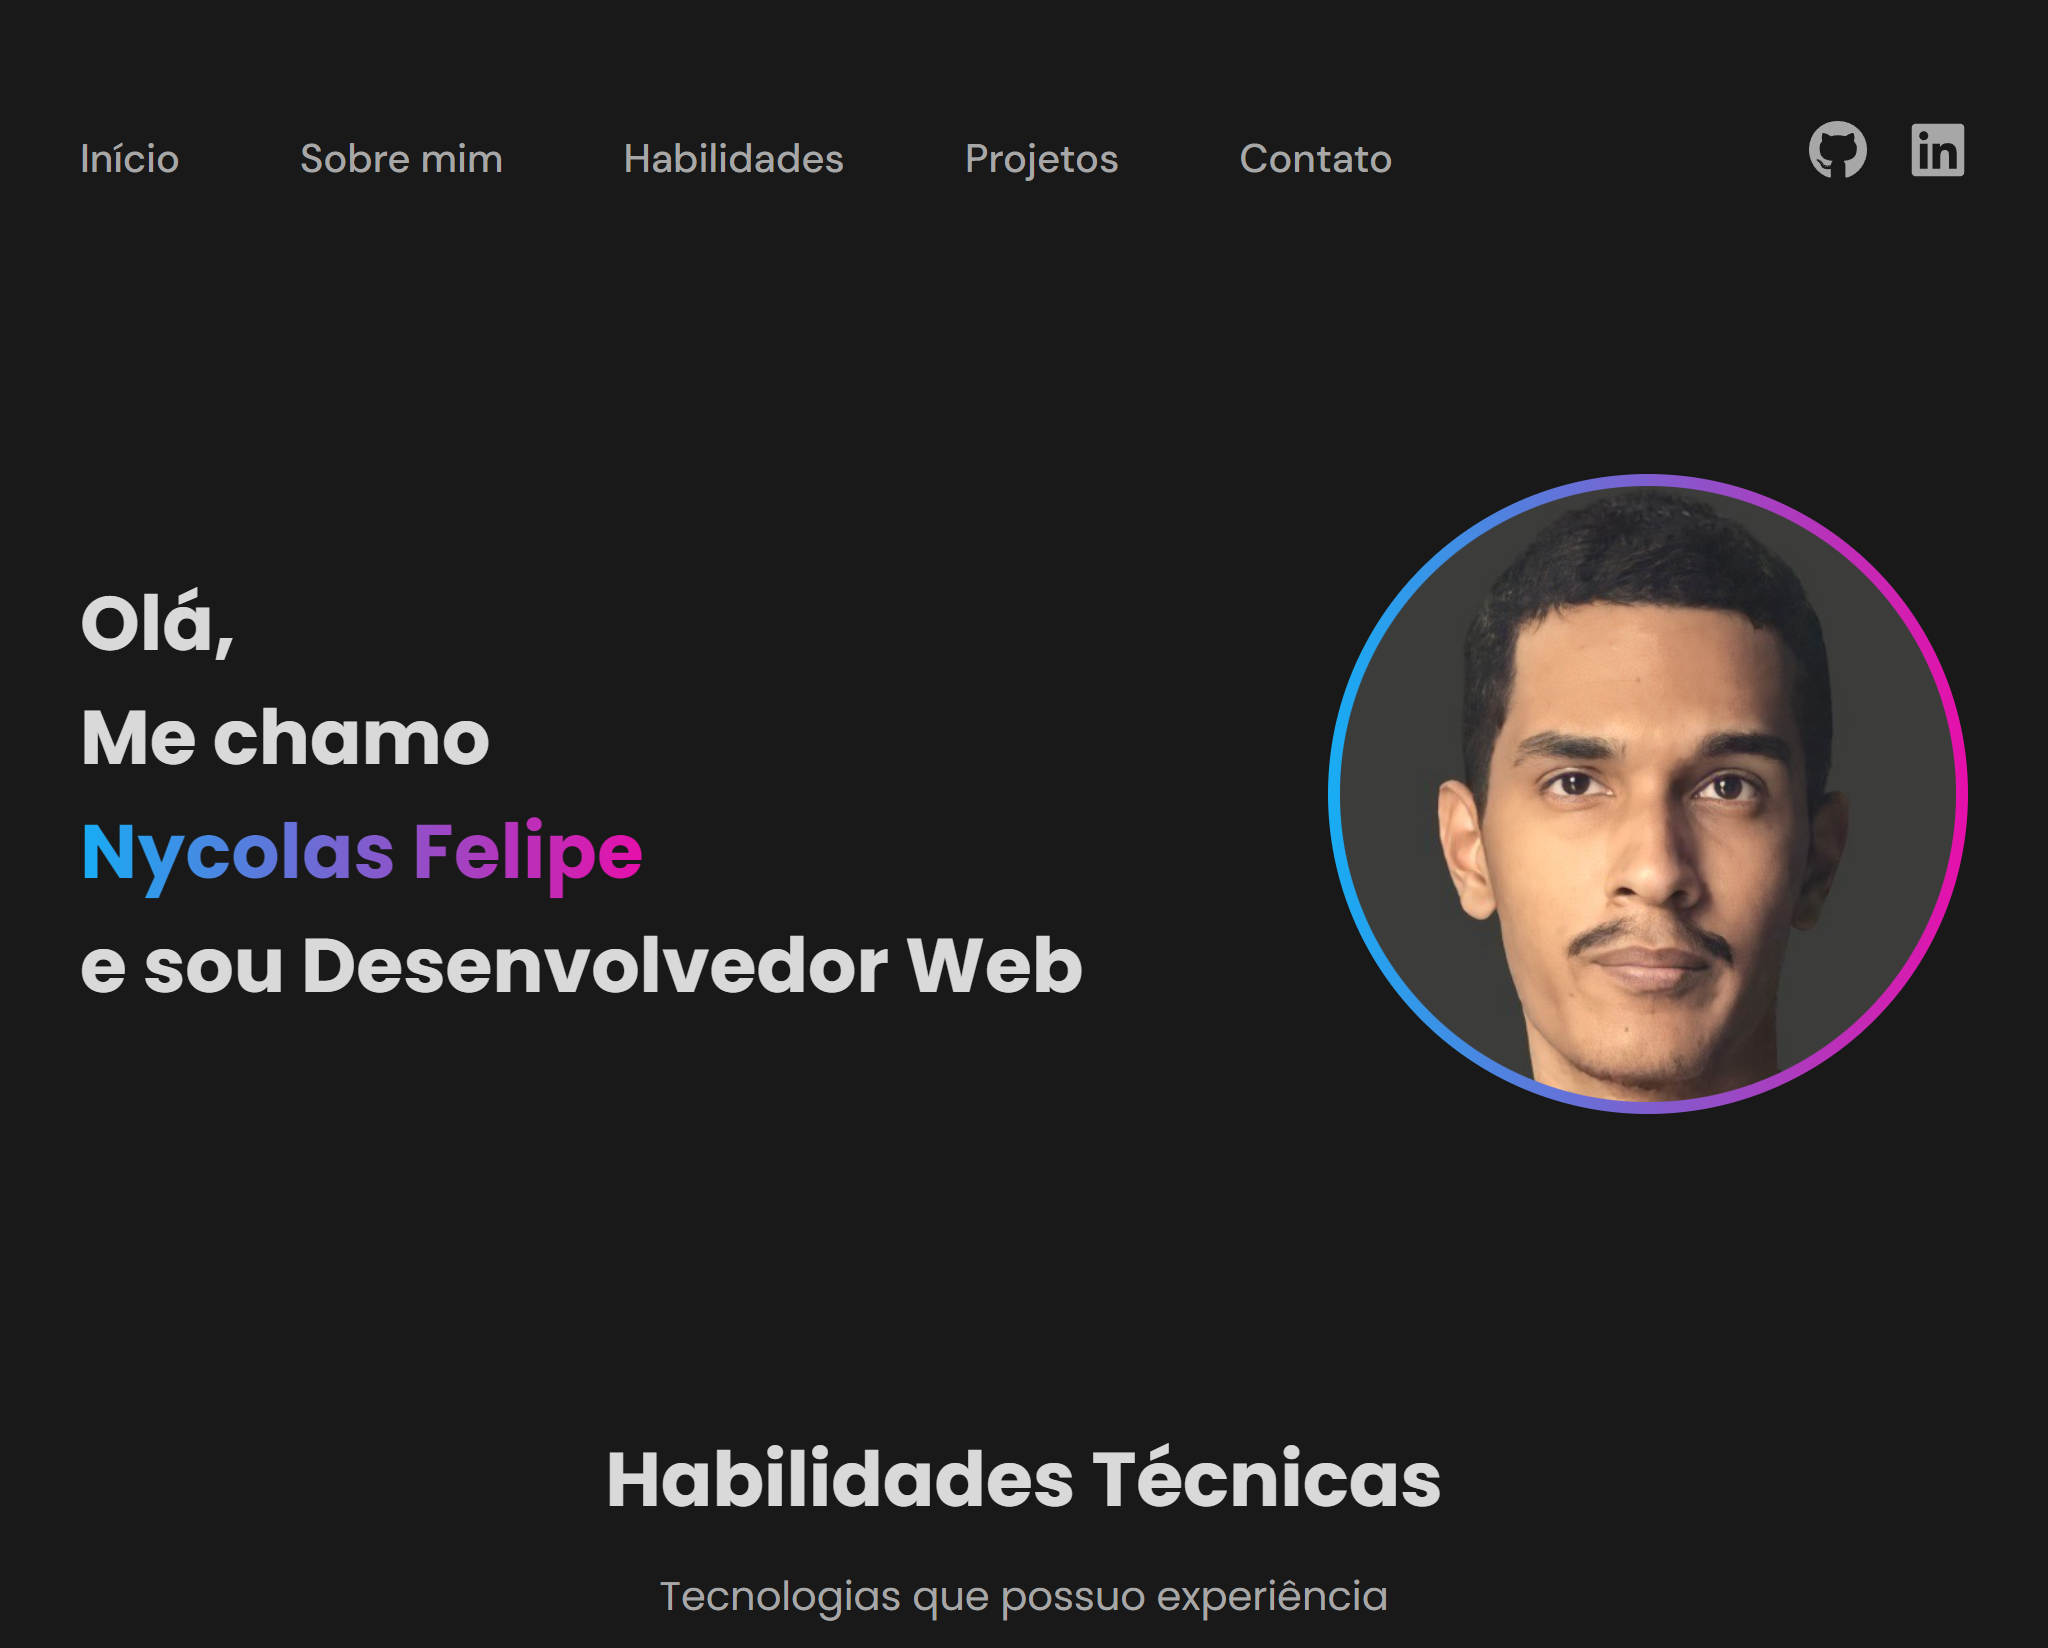 Início Sobre mim Habilidades Projetos Contato
in
Olá,
Me chamo
Nycolas Felipe
e sou Desenvolvedor Web
Habilidades Técnicas
Tecnologias que possuo experiência